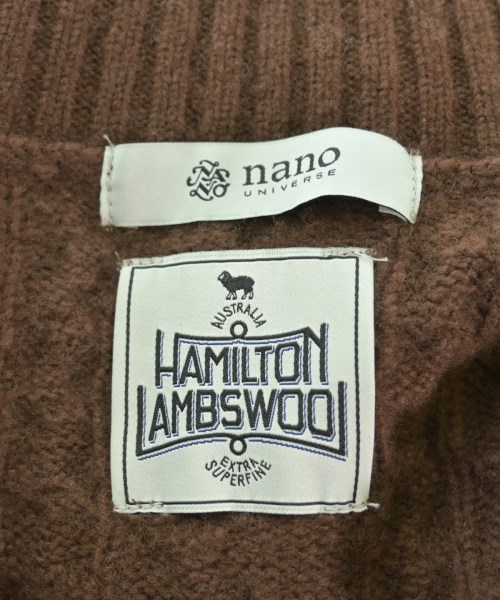 nano
UNIVERSE
AUSTRALIA
HAMILTON
LAMBSWOOL
EXTRA
SUPERFINE